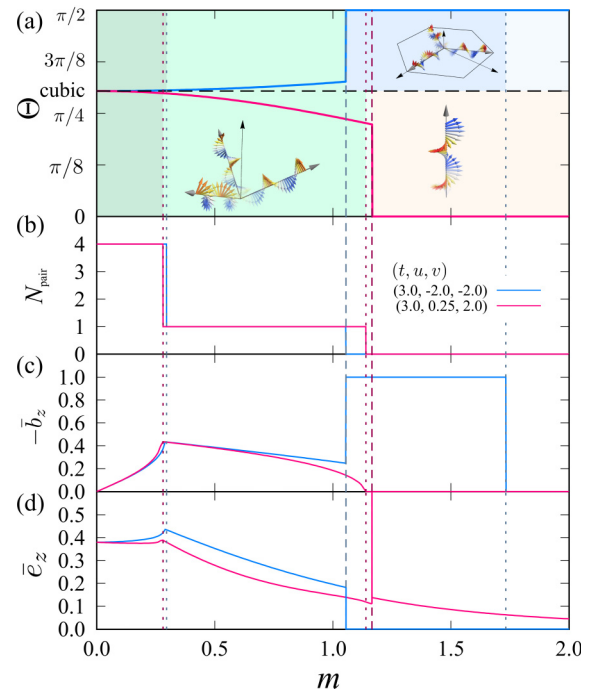 (a)
π/2
3π/8
cubic
π/4
π/8
0
Θ
(b)
4
3
2
1
0
N_pair
(t, u, v)
(3.0, -2.0, -2.0)
(3.0, 0.25, 2.0)
(c)
1.0
0.8
0.6
0.4
0.2
0.0
−b̄_z
(d)
0.5
0.4
0.3
0.2
0.1
0.0
ē_z
0.0 0.5 1.0 1.5 2.0
m